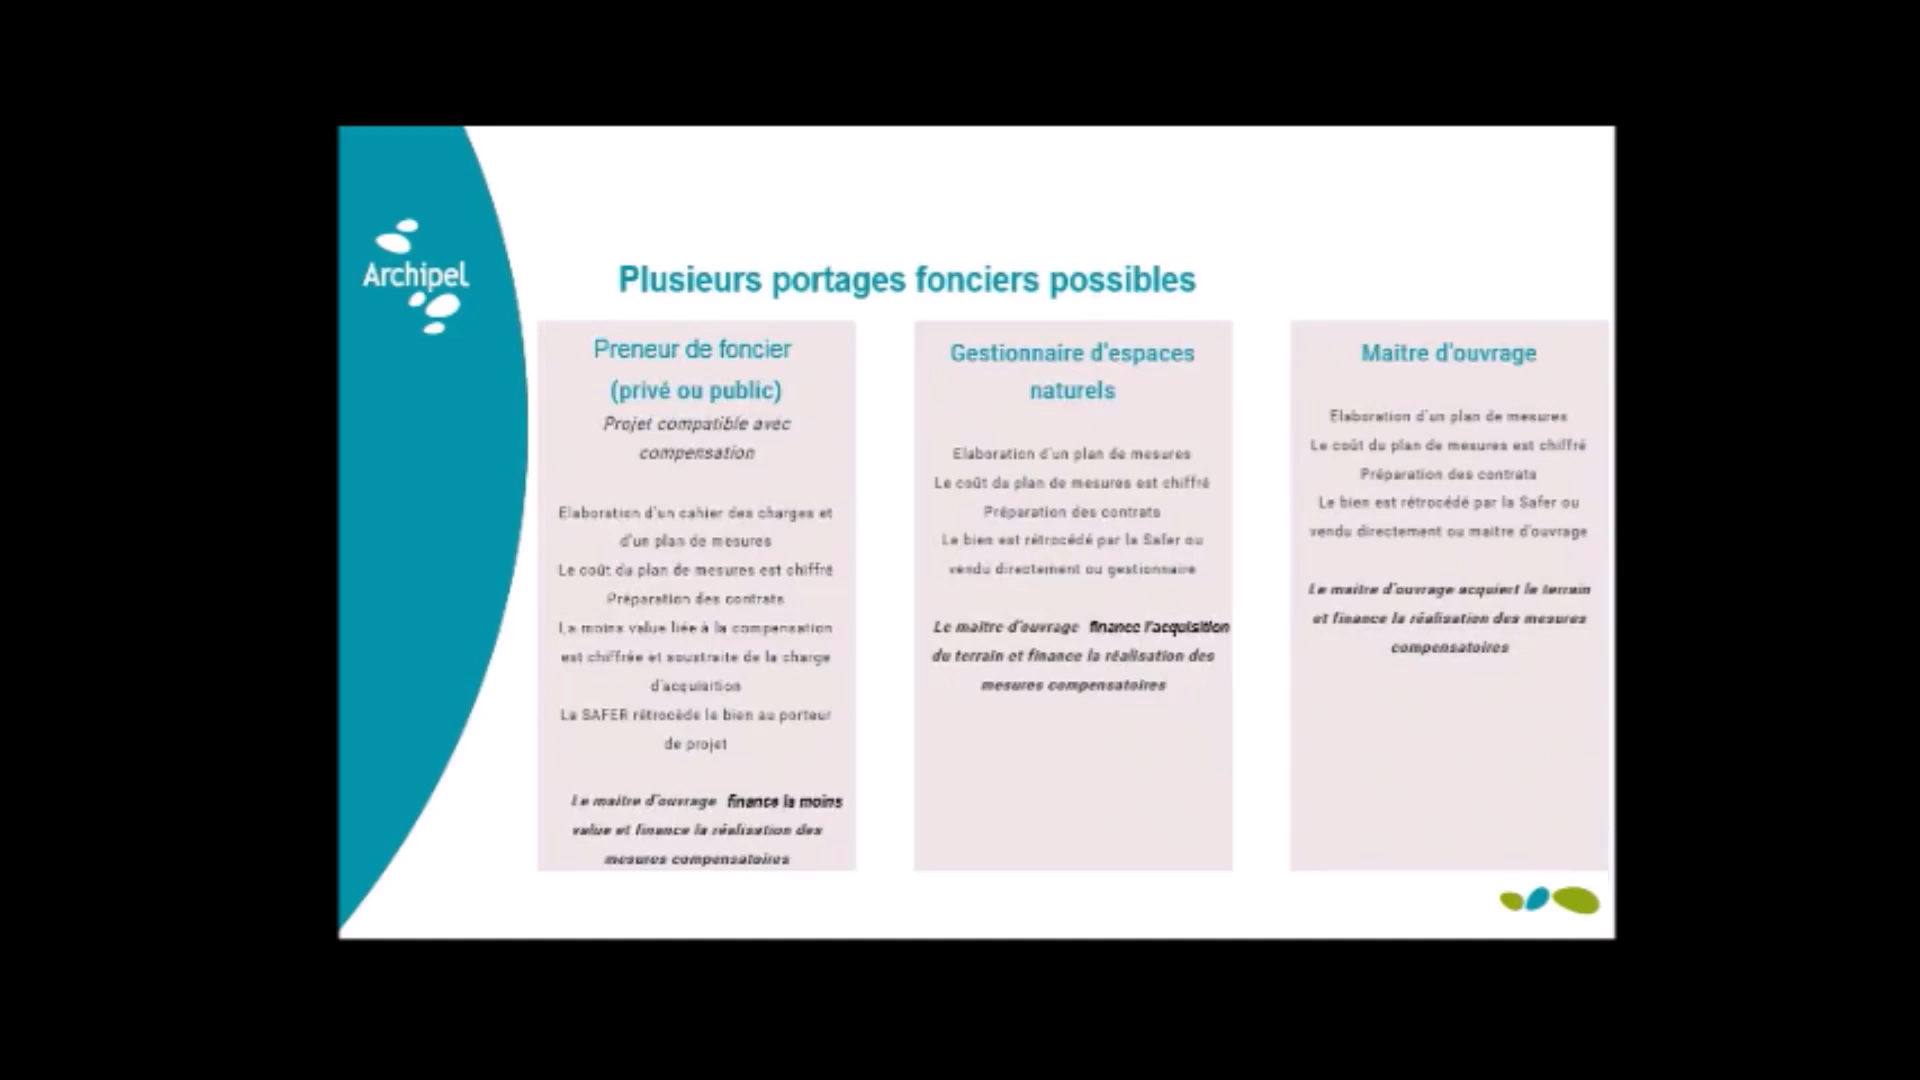 Archipel
Plusieurs portages fonciers possibles
Preneur de foncier
(privé ou public)
Projet compatible avec
compensation
Elaboration d'un cahier des charges et
d'un plan de mesures
Le coût du plan de mesures est chiffré
Préparation des contrats
La moins value liée à la compensation
est chiffrée et soustraite de la charge
d'acquisition
La SAFER rétrocède le bien au porteur
de projet
Le maitre d'ouvrage finance la moins
value et finance la réalisation des
mesures compensatoires
Gestionnaire d'espaces
naturels
Elaboration d'un plan de mesures
Le coût du plan de mesures est chiffré
Préparation des contrats
Le bien est rétrocédé par la Safer ou
vendu directement ou gestionnaire
Le maitre d'ouvrage finance l'acquisition
du terrain et finance la réalisation des
mesures compensatoires
Maitre d'ouvrage
Elaboration d'un plan de mesures
Le coût du plan de mesures est chiffré
Préparation des contrats
Le bien est rétrocédé par la Safer ou
vendu directement ou maitre d'ouvrage
Le maitre d'ouvrage acquiert le terrain
et finance la réalisation des mesures
compensatoires